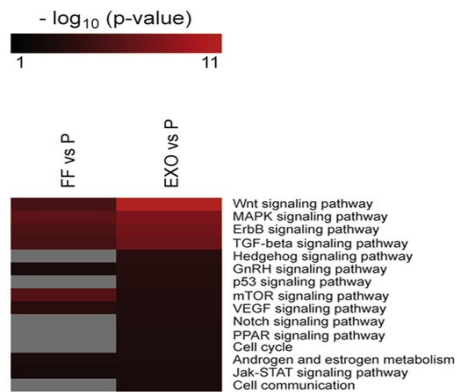 - log10 (p-value)
1 11
FF vs P
EXO vs P
Wnt signaling pathway
MAPK signaling pathway
ErbB signaling pathway
TGF-beta signaling pathway
Hedgehog signaling pathway
GnRH signaling pathway
p53 signaling pathway
mTOR signaling pathway
VEGF signaling pathway
Notch signaling pathway
PPAR signaling pathway
Cell cycle
Androgen and estrogen metabolism
Jak-STAT signaling pathway
Cell communication